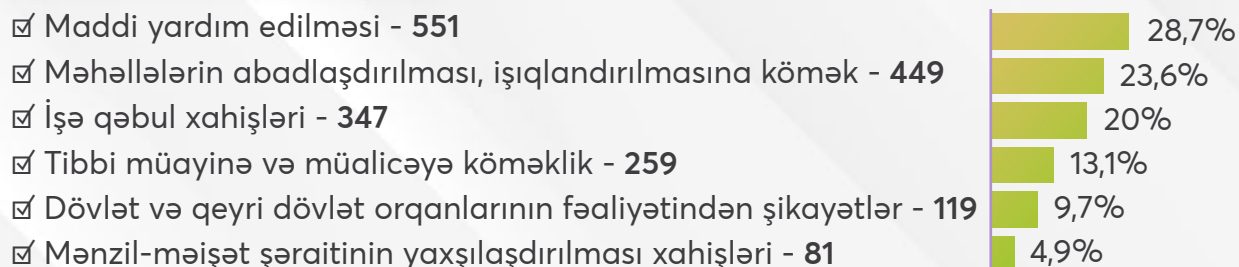 ☑ Maddi yardım edilməsi - 551 28,7%
☑ Məhəllələrin abadlaşdırılması, işıqlandırılmasına kömək - 449 23,6%
☑ İşə qəbul xahişləri - 347 20%
☑ Tibbi müayinə və müalicəyə köməklik - 259 13,1%
☑ Dövlət və qeyri dövlət orqanlarının fəaliyətindən şikayətlər - 119 9,7%
☑ Mənzil-məişət şəraitinin yaxşılaşdırılması xahişləri - 81 4,9%